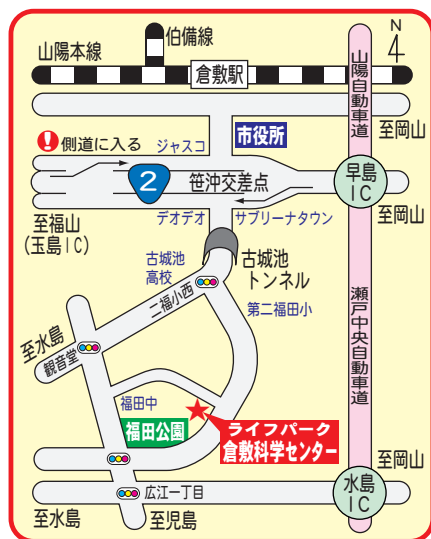 伯備線
N
山陽本線
倉敷駅
山陽自動車道
市役所
至岡山
側道に入る
ジャスコ
2
笹沖交差点
早島
IC
至福山
(玉島IC)
デオデオ
サブリーナタウン
至岡山
古城池
高校
古城池
トンネル
二福小西
第二福田小
瀬戸中央自動車道
至水島
観音堂
福田中
福田公園
ライフパーク
倉敷科学センター
至岡山
広江一丁目
水島
IC
至水島
至児島